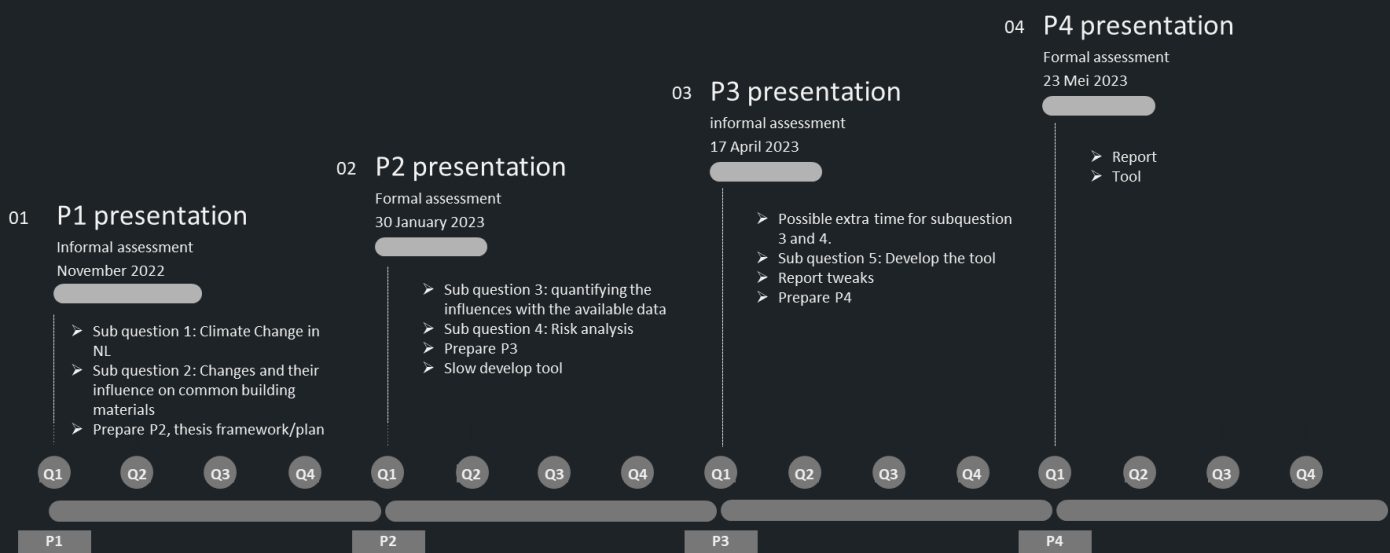 01
P1 presentation
Informal assessment
November 2022
➢ Sub question 1: Climate Change in
NL
➢ Sub question 2: Changes and their
influence on common building
materials
➢ Prepare P2, thesis framework/plan
02
P2 presentation
Formal assessment
30 January 2023
➢ Sub question 3: quantifying the
influences with the available data
➢ Sub question 4: Risk analysis
➢ Prepare P3
➢ Slow develop tool
03
P3 presentation
informal assessment
17 April 2023
➢ Possible extra time for subquestion
3 and 4.
➢ Sub question 5: Develop the tool
➢ Report tweaks
➢ Prepare P4
04
P4 presentation
Formal assessment
23 Mei 2023
➢ Report
➢ Tool
Q1 Q2 Q3 Q4 Q1 Q2 Q3 Q4 Q1 Q2 Q3 Q4 Q1 Q2 Q3 Q4
P1 P2 P3 P4